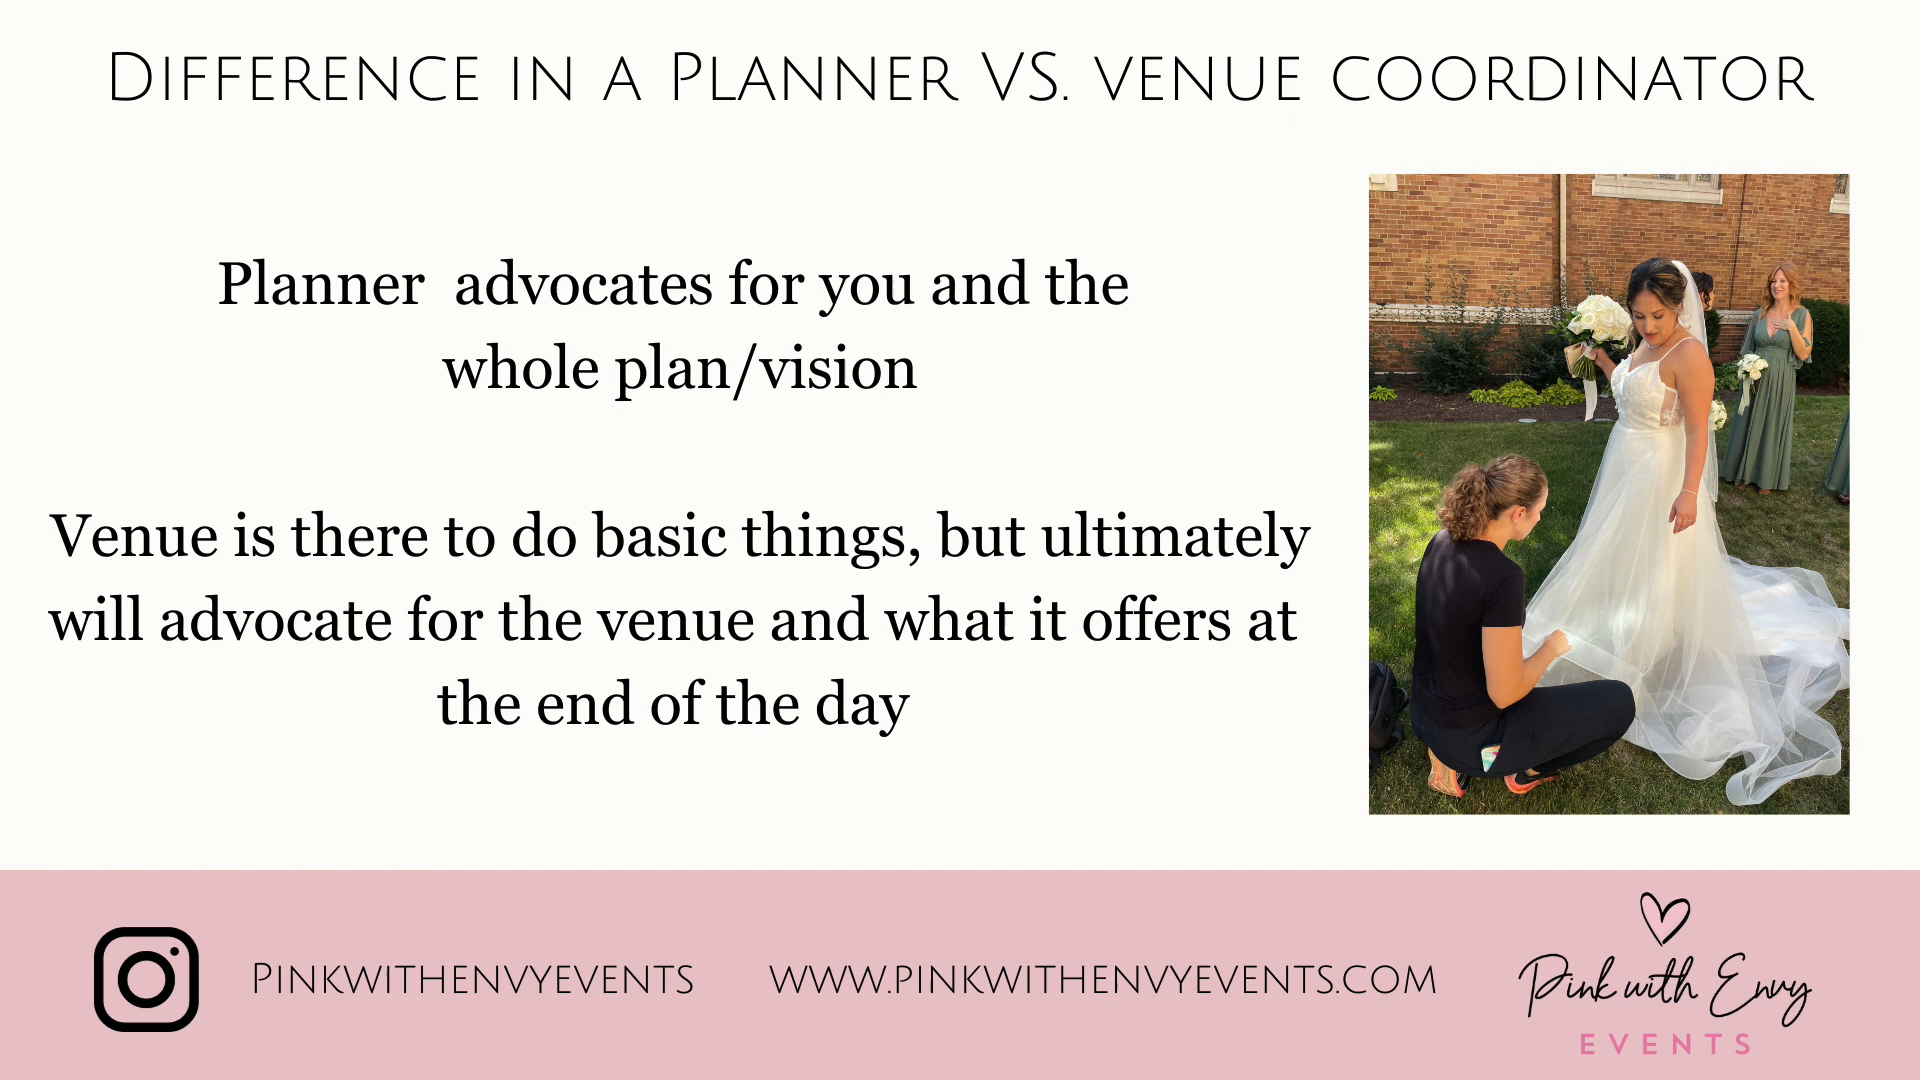 Difference in a Planner VS. venue coordinator
Planner  advocates for you and the
whole plan/vision
Venue is there to do basic things, but ultimately
will advocate for the venue and what it offers at
the end of the day
Pinkwithenvyevents
www.pinkwithenvyevents.com
Pink with Envy
EVENTS